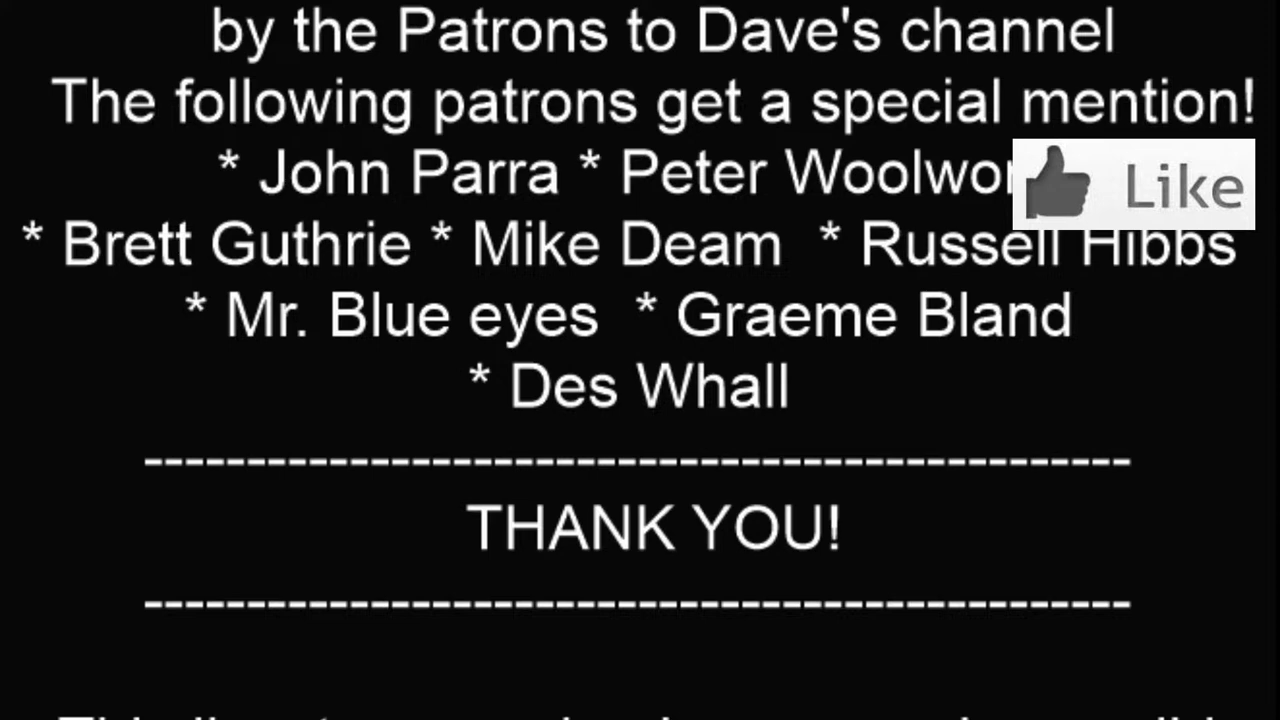 by the Patrons to Dave's channel
The following patrons get a special mention!
* John Parra * Peter
Like
* Brett Guthrie * Mike Deam * Russell Hibbs
* Mr. Blue eyes * Graeme Bland
* Des Whall
------------------------------------------------
THANK YOU!
------------------------------------------------